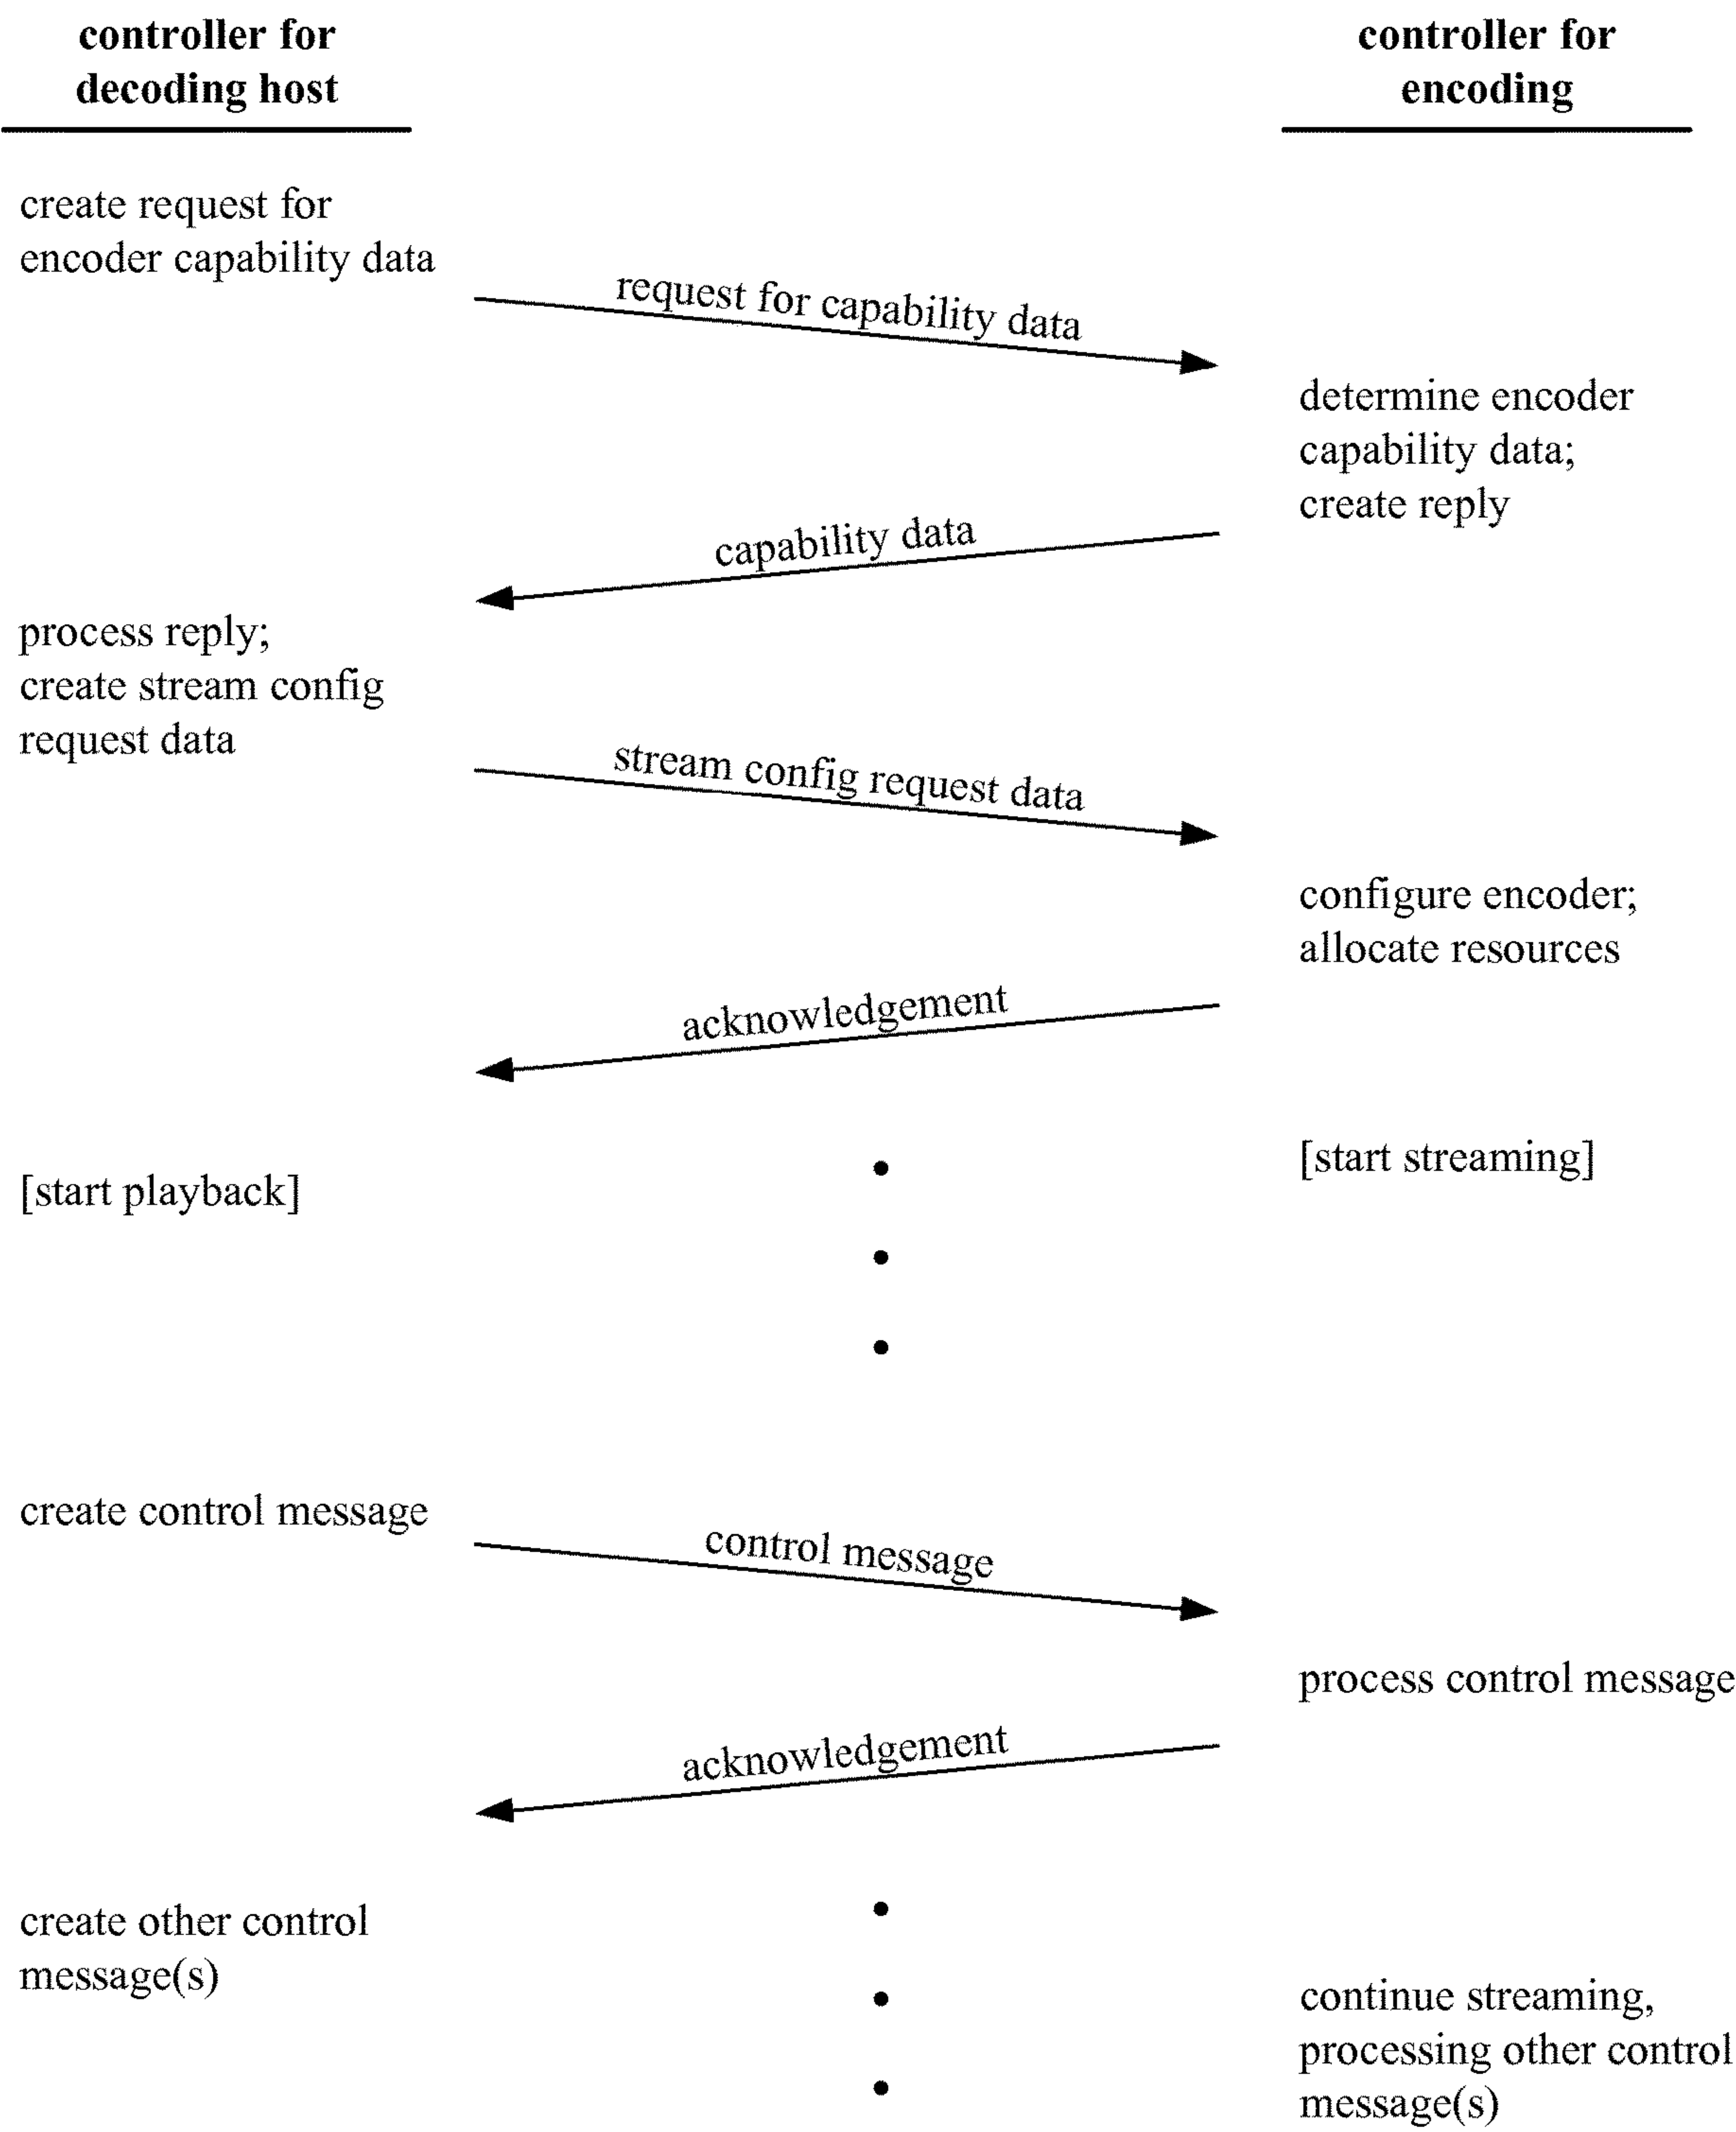 controller for
decoding host
controller for
encoding
create request for
encoder capability data
request for capability data
determine encoder
capability data;
create reply
capability data
process reply;
create stream config
request data
stream config request data
configure encoder;
allocate resources
acknowledgement
[start streaming]
[start playback]
create control message
control message
process control message
acknowledgement
create other control
message(s)
continue streaming,
processing other control
message(s)